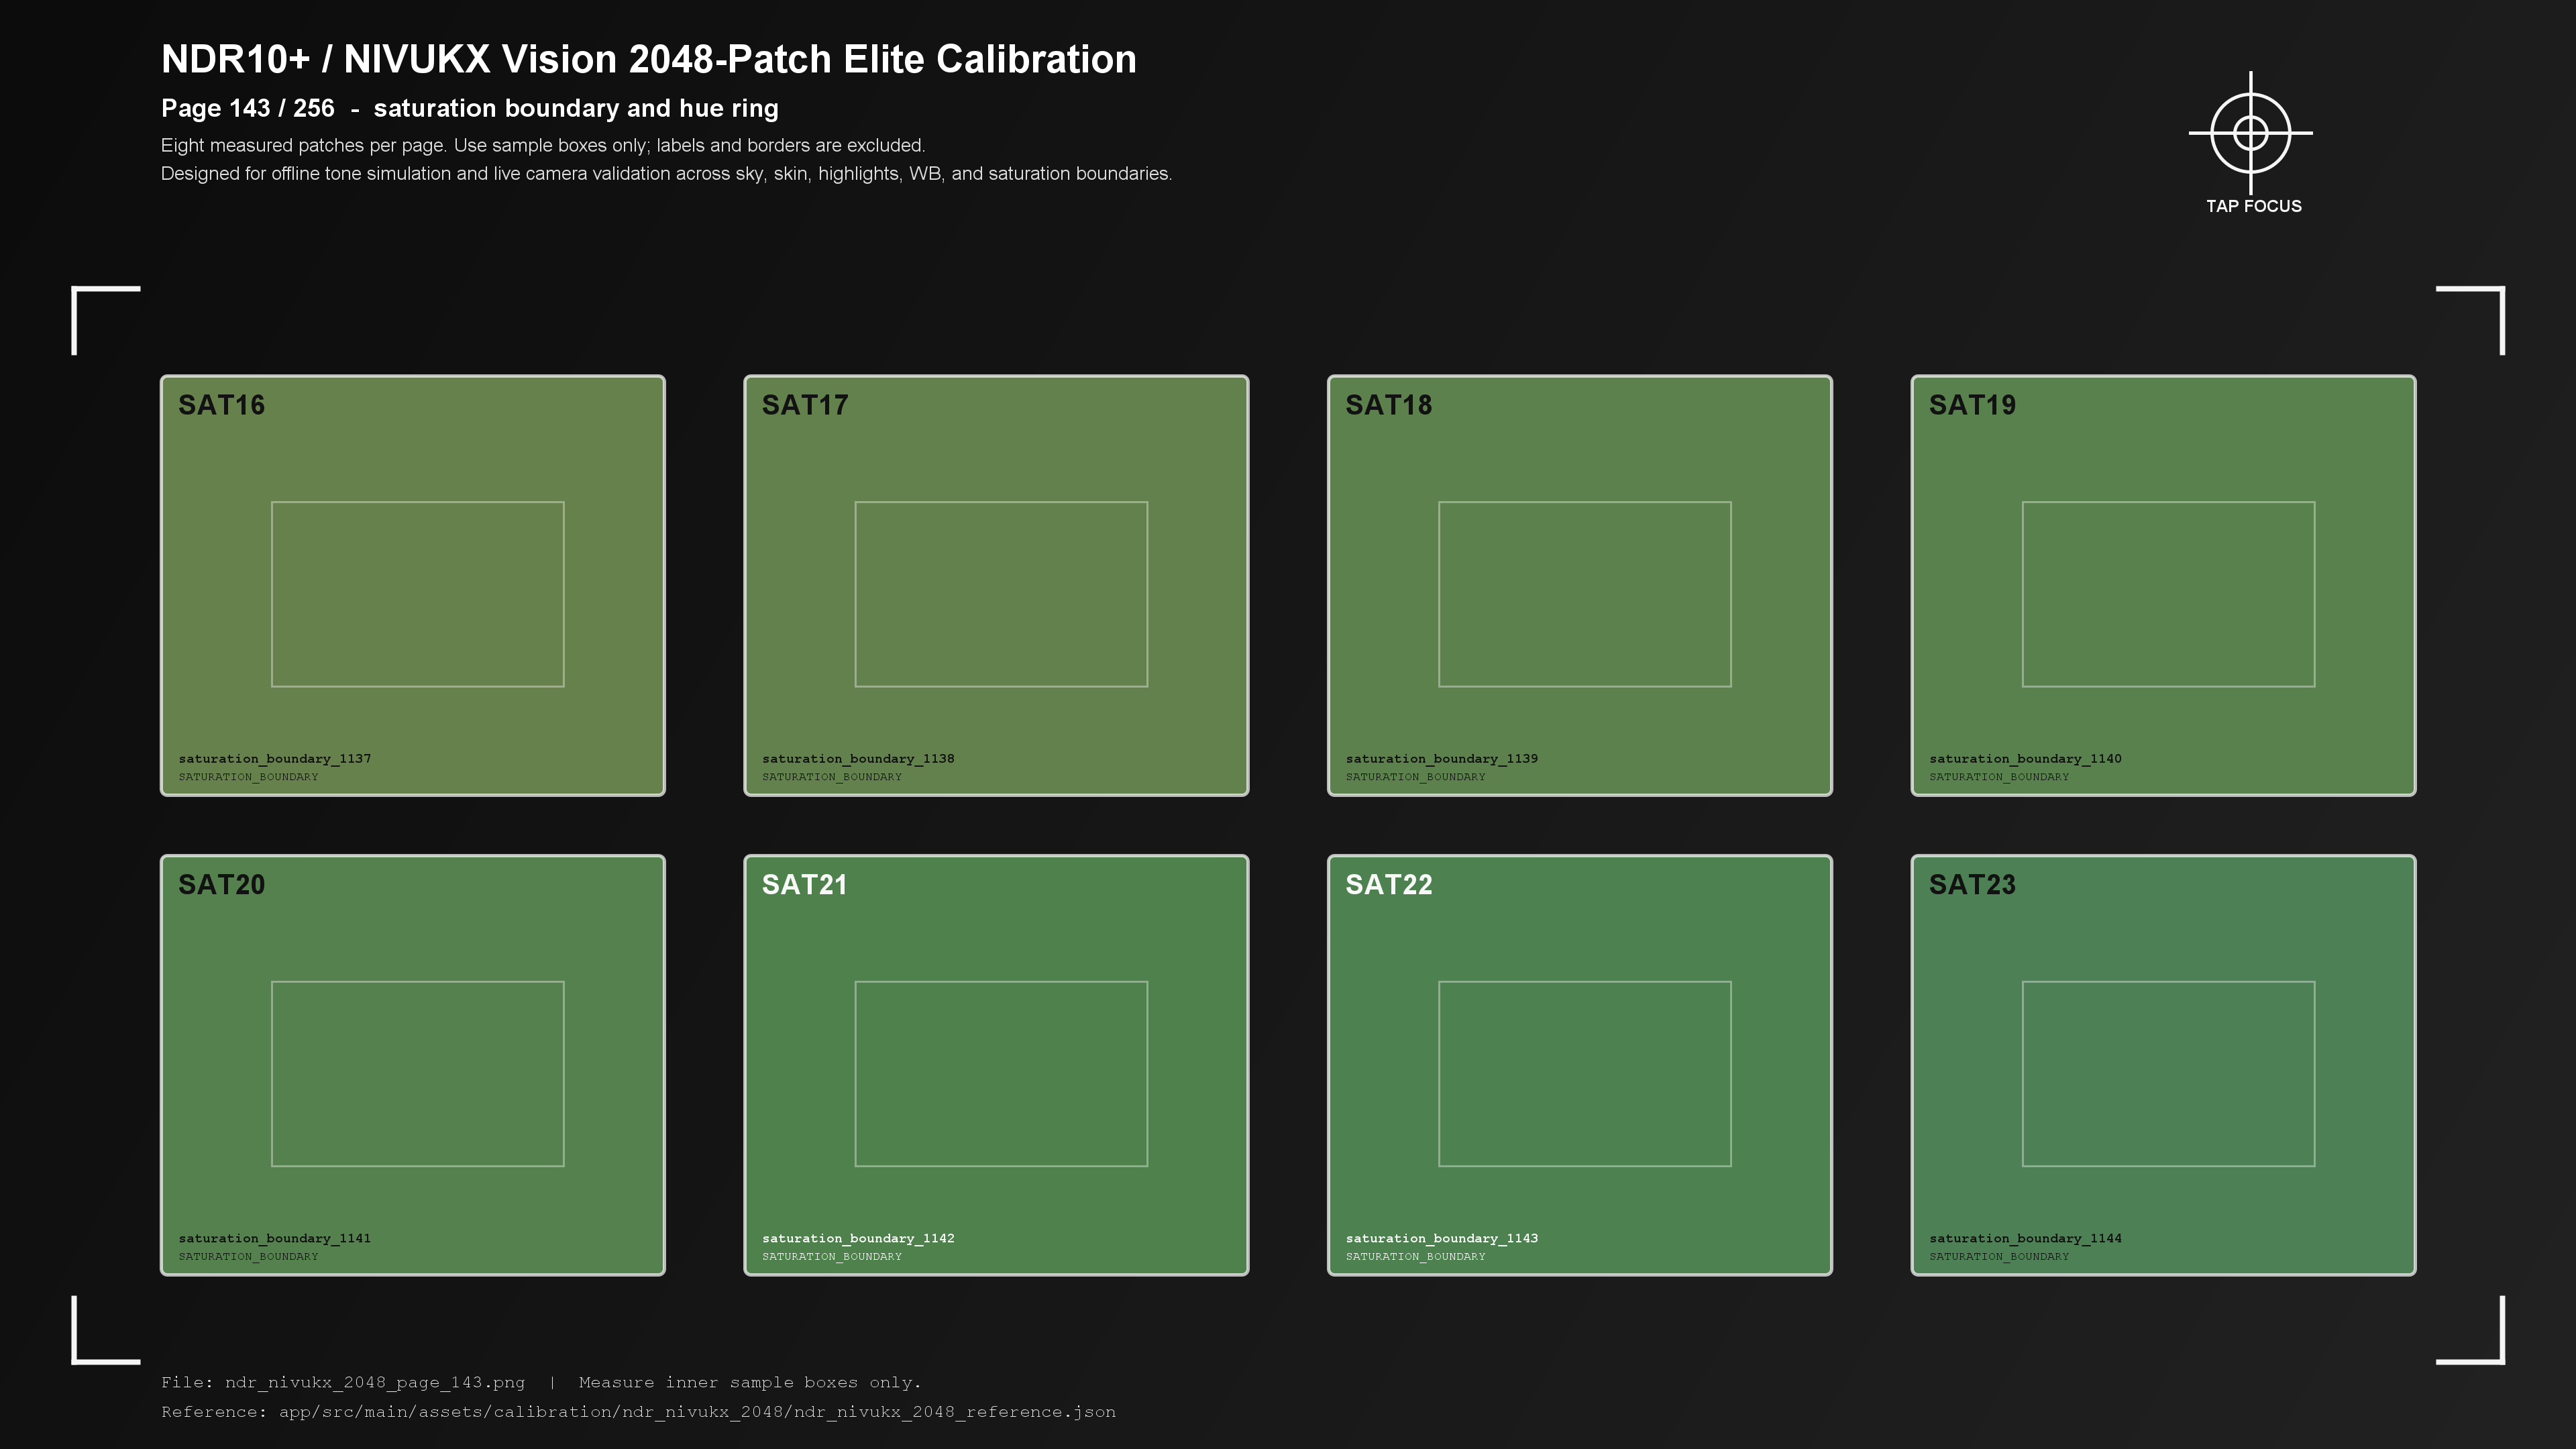 NDR10+ / NIVUKX Vision 2048-Patch Elite Calibration
Page 143 / 256 - saturation boundary and hue ring
Eight measured patches per page. Use sample boxes only; labels and borders are excluded.
Designed for offline tone simulation and live camera validation across sky, skin, highlights, WB, and saturation boundaries.
TAP FOCUS
SAT16
saturation_boundary_1137
SATURATION_BOUNDARY
SAT17
saturation_boundary_1138
SATURATION_BOUNDARY
SAT18
saturation_boundary_1139
SATURATION_BOUNDARY
SAT19
saturation_boundary_1140
SATURATION_BOUNDARY
SAT20
saturation_boundary_1141
SATURATION_BOUNDARY
SAT21
saturation_boundary_1142
SATURATION_BOUNDARY
SAT22
saturation_boundary_1143
SATURATION_BOUNDARY
SAT23
saturation_boundary_1144
SATURATION_BOUNDARY
File: ndr_nivukx_2048_page_143.png | Measure inner sample boxes only.
Reference: app/src/main/assets/calibration/ndr_nivukx_2048/ndr_nivukx_2048_reference.json